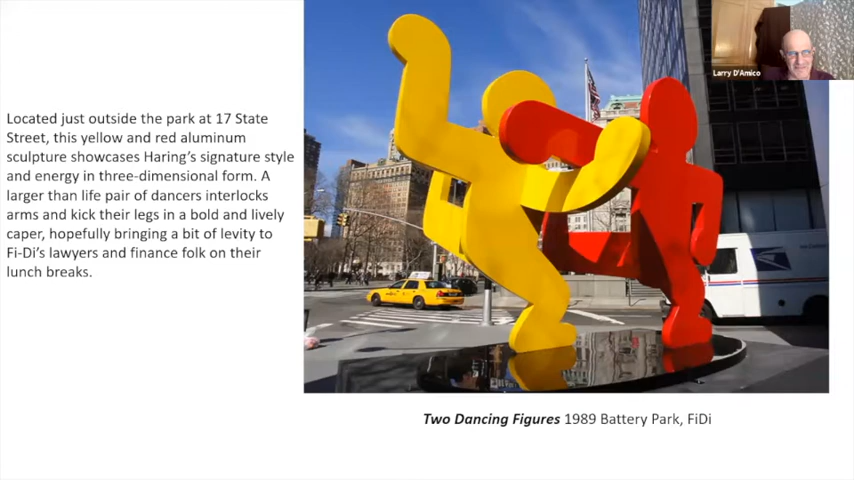 Larry D'Amico
Located just outside the park at 17 State
Street, this yellow and red aluminum
sculpture showcases Haring's signature style
and energy in three-dimensional form. A
larger than life pair of dancers interlocks
arms and kick their legs in a bold and lively
caper, hopefully bringing a bit of levity to
Fi-Di's lawyers and finance folk on their
lunch breaks.
Two Dancing Figures 1989 Battery Park, FiDi